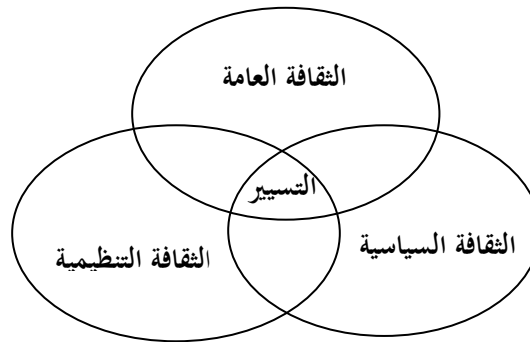 الثقافة العامة
التسيير
الثقافة السياسية
الثقافة التنظيمية